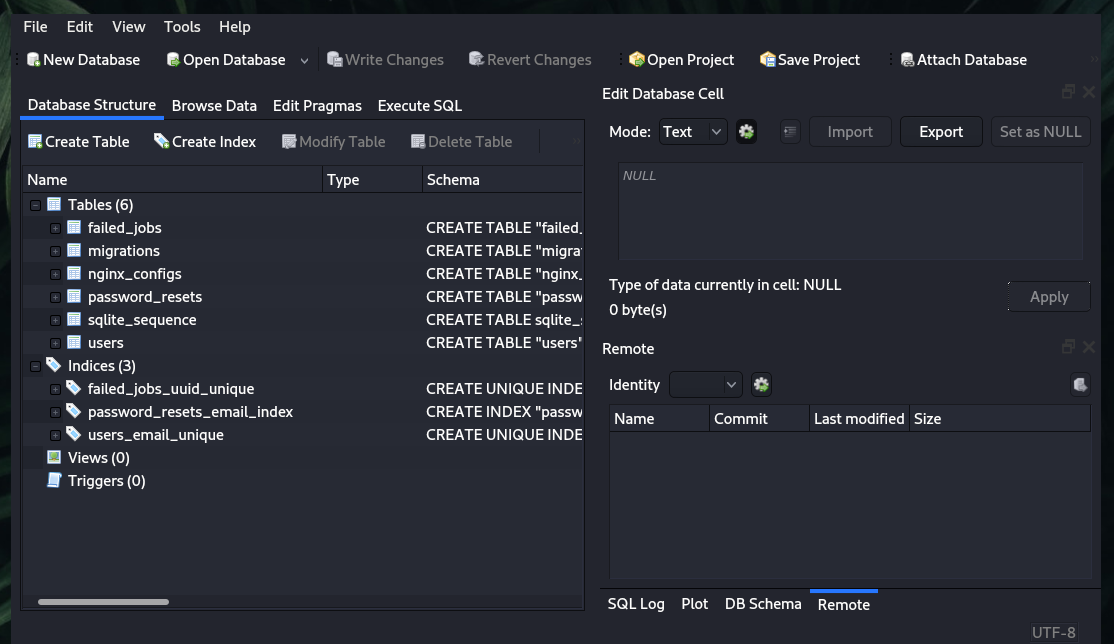 File Edit View Tools Help
New Database Open Database Write Changes Revert Changes Open Project Save Project Attach Database
Database Structure Browse Data Edit Pragmas Execute SQL
Create Table Create Index Modify Table Delete Table
Name Type Schema
Tables (6)
failed_jobs CREATE TABLE "failed_
migrations CREATE TABLE "migra
nginx_configs CREATE TABLE "nginx_
password_resets CREATE TABLE "passw
sqlite_sequence CREATE TABLE sqlite_
users CREATE TABLE "users"
Indices (3)
failed_jobs_uuid_unique CREATE UNIQUE INDE
password_resets_email_index CREATE INDEX "passw
users_email_unique CREATE UNIQUE INDE
Views (0)
Triggers (0)
Edit Database Cell
Mode: Text Import Export Set as NULL
NULL
Type of data currently in cell: NULL
0 byte(s)
Apply
Remote
Identity
Name Commit Last modified Size
SQL Log Plot DB Schema Remote
UTF-8